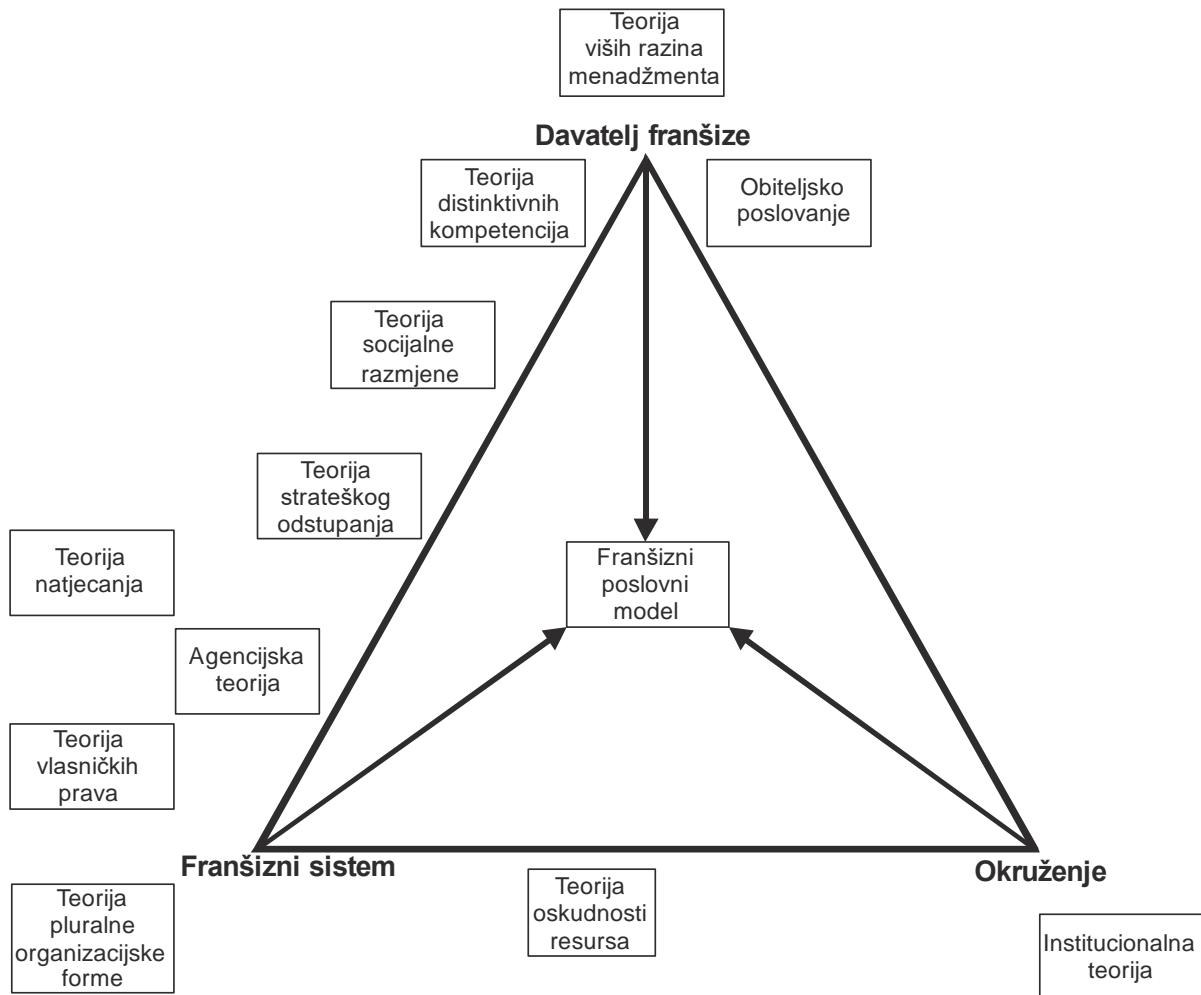 Teorija
viših razina
menadžmenta
Davatelj franšize
Teorija
distinktivnih
kompetencija
Obiteljsko
poslovanje
Teorija
socijalne
razmjene
Teorija
strateškog
odstupanja
Teorija
natjecanja
Franšizni
poslovni
model
Agencijska
teorija
Teorija
vlasničkih
prava
Franšizni sistem
Okruženje
Teorija
pluralne
organizacijske
forme
Teorija
oskudnosti
resursa
Institucionalna
teorija